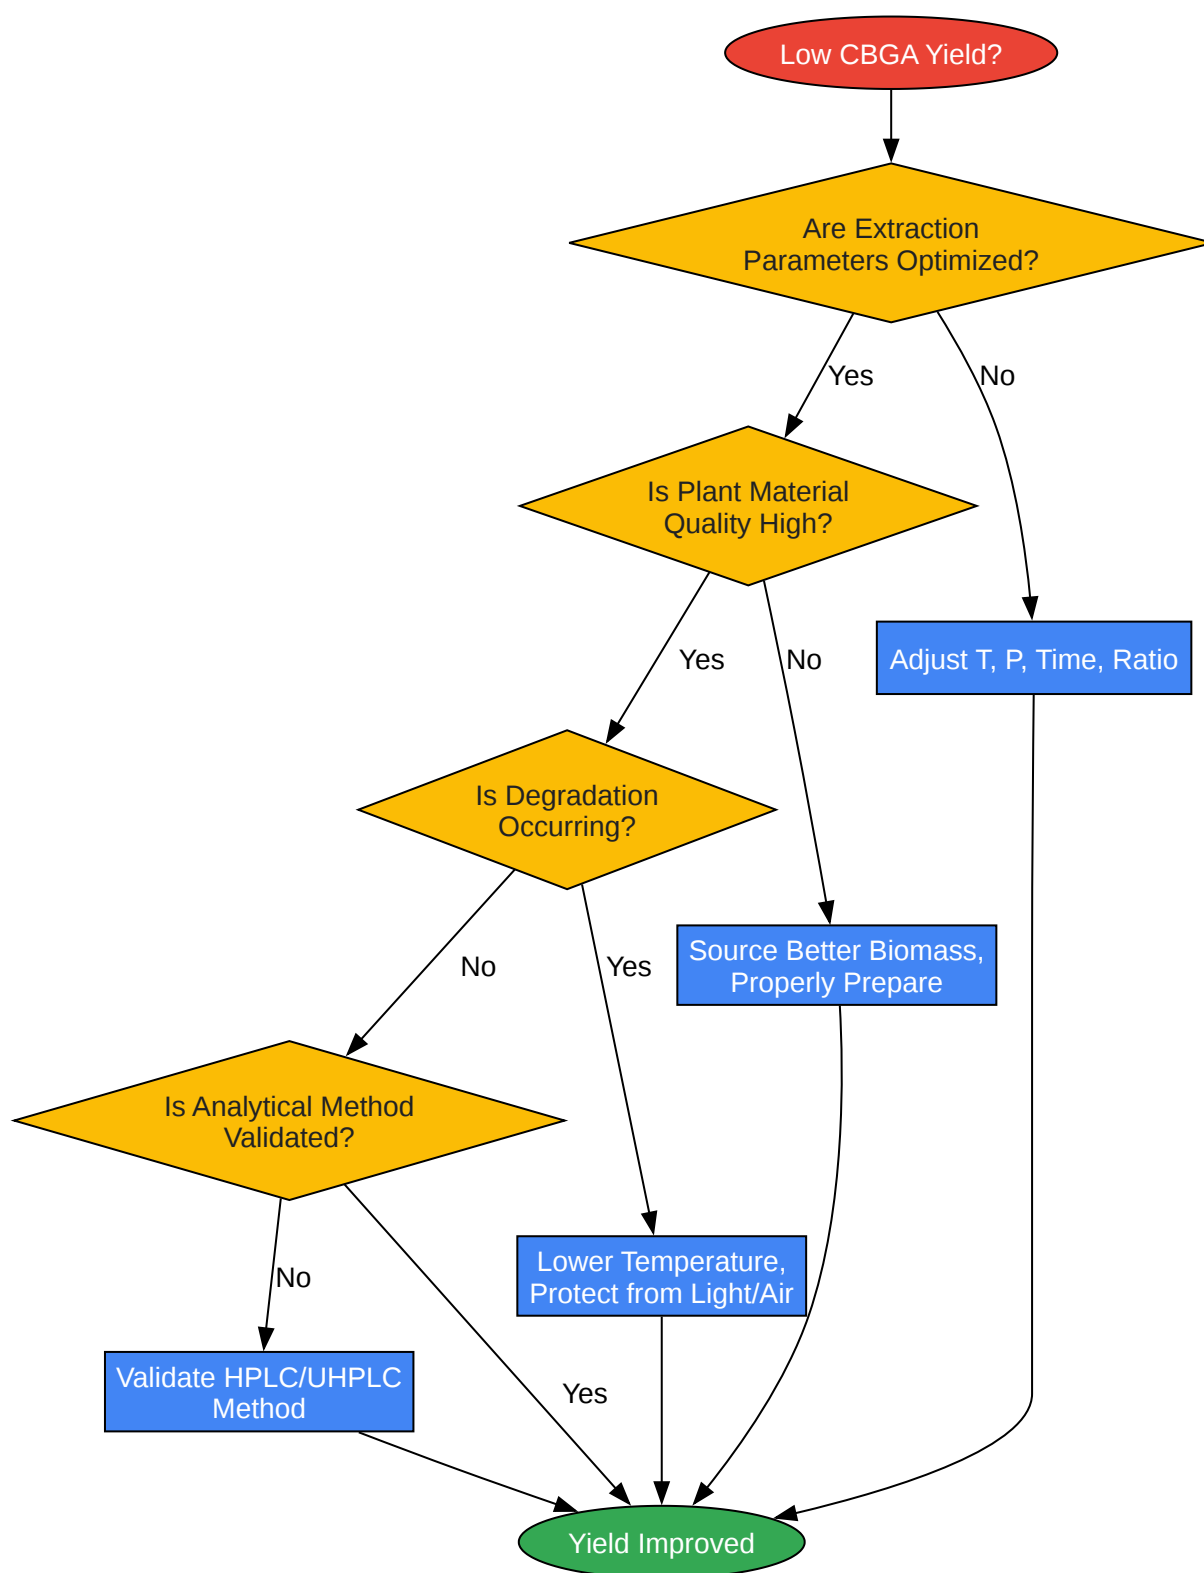 Low CBGA Yield?
Are Extraction
Parameters Optimized?
Yes
No
Is Plant Material
Quality High?
Adjust T, P, Time, Ratio
Yes
No
Is Degradation
Occurring?
Source Better Biomass,
Properly Prepare
No
Yes
Is Analytical Method
Validated?
Lower Temperature,
Protect from Light/Air
No
Validate HPLC/UHPLC
Method
Yes
Yield Improved